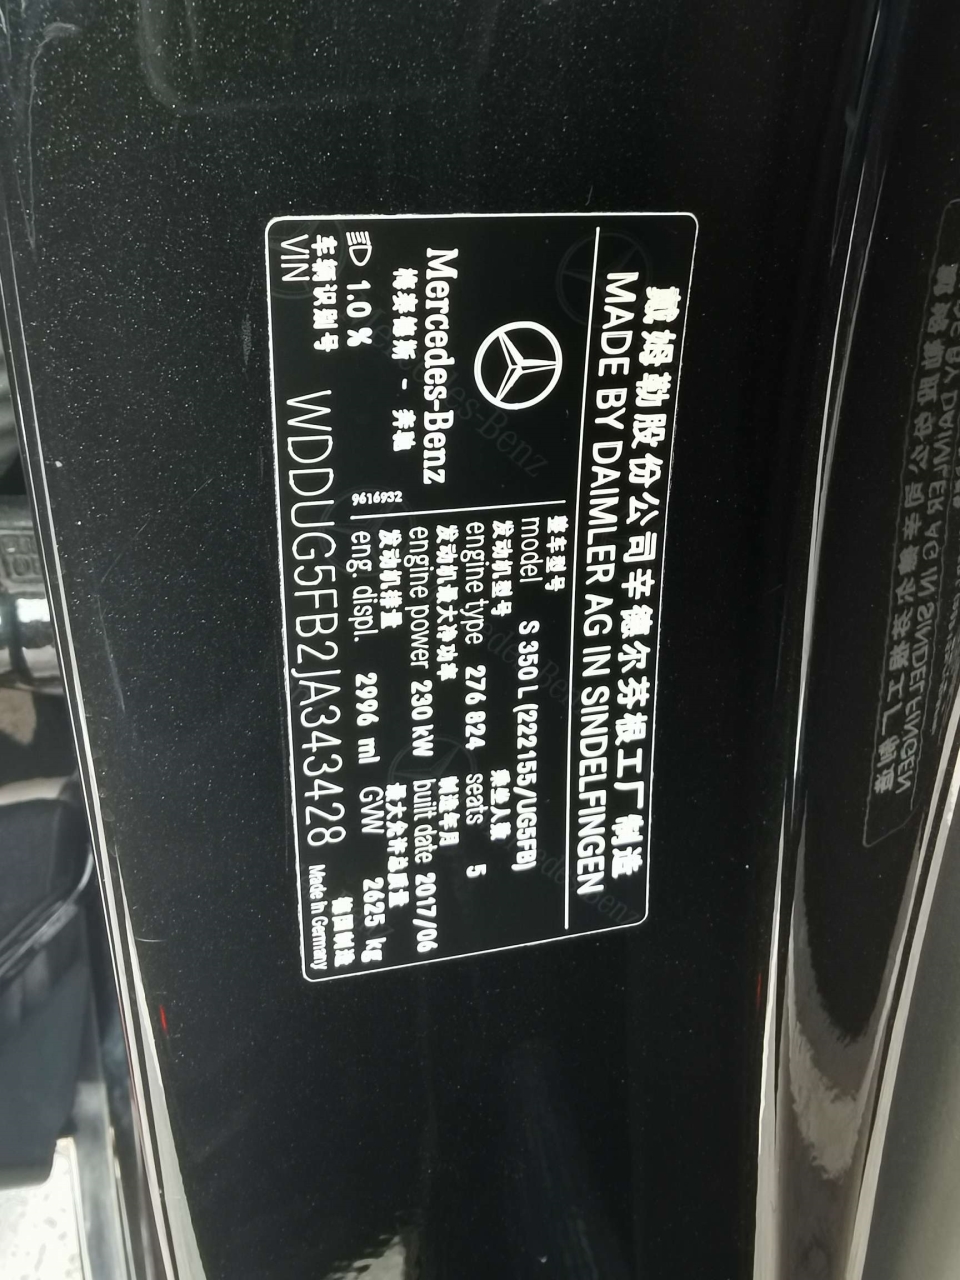 戴姆勒股份公司辛德尔芬根工厂制造
MADE BY DAIMLER AG IN SINDELFINGEN
Mercedes-Benz
梅赛德斯 - 奔驰
1.0 %
9616932
整车型号
model S 350 L (222155/UG5FB)
发动机型号 乘坐人数
engine type 276 824 seats 5
发动机最大净功率 制造年月
engine power 230 kW built date 2017/06
发动机排量 最大允许总质量
eng. displ. 2996 ml GVW 2625 kg
车辆识别号 德国制造
VIN WDDUG5FB2JA343428 Made In Germany